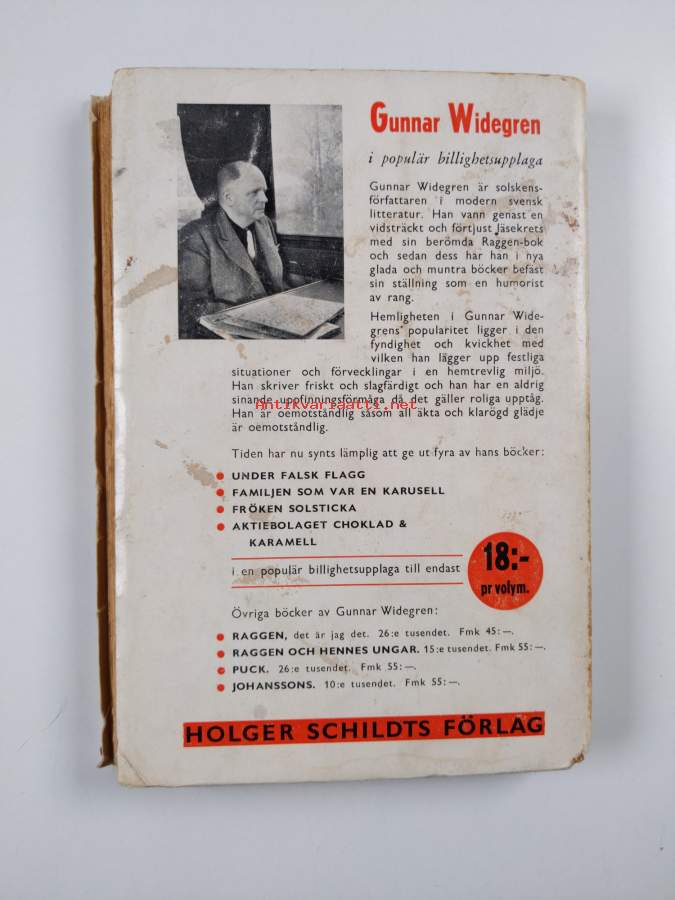 Gunnar Widegren
i populär billighetsupplaga
Gunnar Widegren är solskens-
författaren i modern svensk
litteratur. Han vann genast en
vidsträckt och förtjust läsekrets
med sin berömda Raggen-bok
och sedan dess har han i nya
glada och muntra böcker befäst
sin ställning som en humorist
av rang.
Hemligheten i Gunnar Wide-
grens popularitet ligger i den
fyndighet och kvickhet med
vilken han lägger upp festliga
situationer och förvecklingar i en hemtrevlig miljö.
Han skriver friskt och slagfärdigt och han har en aldrig
sinande uppfinningsförmåga då det gäller roliga upptåg.
Antikvariaatti.net
Han är oemotståndlig såsom all äkta och klarögd glädje
är oemotståndlig.
Tiden har nu synts lämplig att ge ut fyra av hans böcker:
● UNDER FALSK FLAGG
● FAMILJEN SOM VAR EN KARUSELL
● FRÖKEN SOLSTICKA
● AKTIEBOLAGET CHOKLAD &
KARAMELL
i en populär billighetsupplaga till endast
18:-
pr volym.
Övriga böcker av Gunnar Widegren:
● RAGGEN, det är jag det. 26:e tusendet. Fmk 45:—.
● RAGGEN OCH HENNES UNGAR. 15:e tusendet. Fmk 55:—.
● PUCK. 26:e tusendet. Fmk 55:—.
● JOHANSSONS. 10:e tusendet. Fmk 55:—.
HOLGER SCHILDTS FÖRLAG